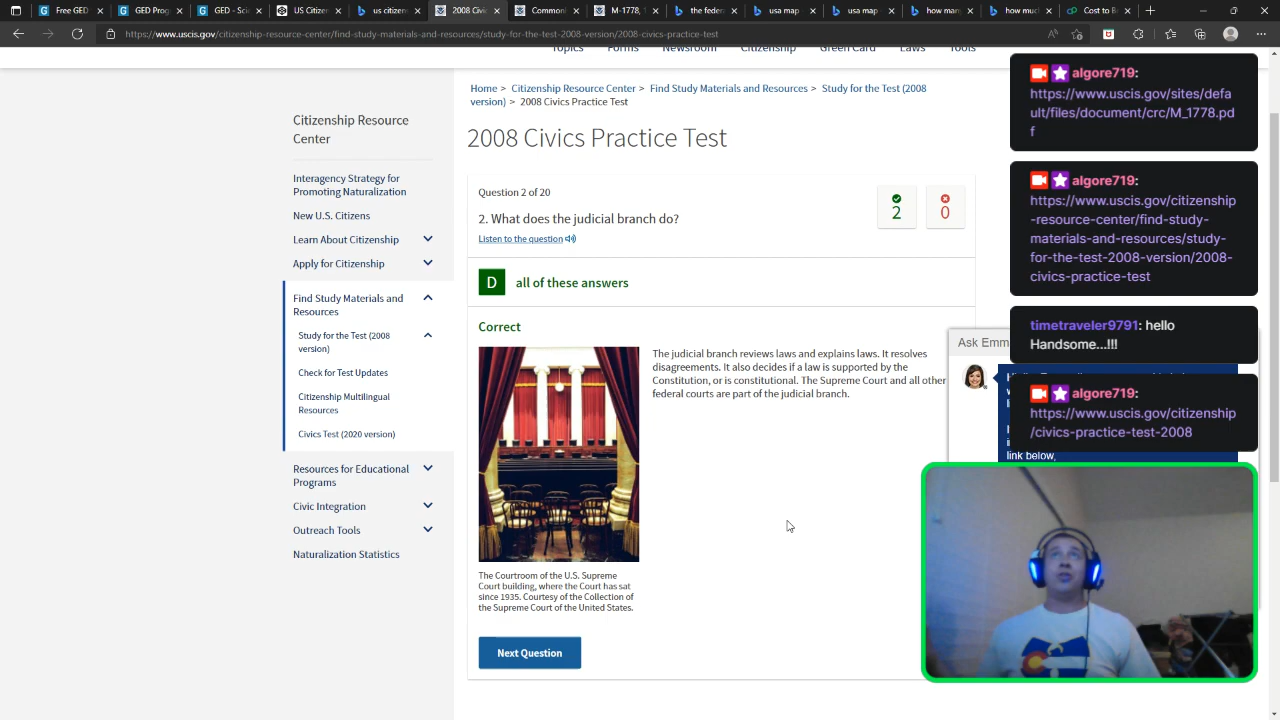 Free GED
GED Prog
GED - Sci
US Citizen
us citizen
2008 Civic
Common
M-1778,
the federa
usa map
usa map
how many
how much
Cost to Be
https://www.uscis.gov/citizenship-resource-center/find-study-materials-and-resources/study-for-the-test-2008-version/2008-civics-practice-test
Topics
Forms
Newsroom
Citizenship
Green Card
Laws
Tools
Home > Citizenship Resource Center > Find Study Materials and Resources > Study for the Test (2008
version) > 2008 Civics Practice Test
Citizenship Resource
Center
Interagency Strategy for
Promoting Naturalization
New U.S. Citizens
Learn About Citizenship
Apply for Citizenship
Find Study Materials and
Resources
Study for the Test (2008
version)
Check for Test Updates
Citizenship Multilingual
Resources
Civics Test (2020 version)
Resources for Educational
Programs
Civic Integration
Outreach Tools
Naturalization Statistics
2008 Civics Practice Test
Question 2 of 20
2. What does the judicial branch do?
Listen to the question
2
0
D all of these answers
Correct
The judicial branch reviews laws and explains laws. It resolves
disagreements. It also decides if a law is supported by the
Constitution, or is constitutional. The Supreme Court and all other
federal courts are part of the judicial branch.
The Courtroom of the U.S. Supreme
Court building, where the Court has sat
since 1935. Courtesy of the Collection of
the Supreme Court of the United States.
Next Question
Ask Emm
link below,
algore719:
https://www.uscis.gov/sites/defa
ult/files/document/crc/M_1778.pd
f
algore719:
https://www.uscis.gov/citizenship
-resource-center/find-study-
materials-and-resources/study-
for-the-test-2008-version/2008-
civics-practice-test
timetraveler9791: hello
Handsome...!!!
algore719:
https://www.uscis.gov/citizenship
/civics-practice-test-2008